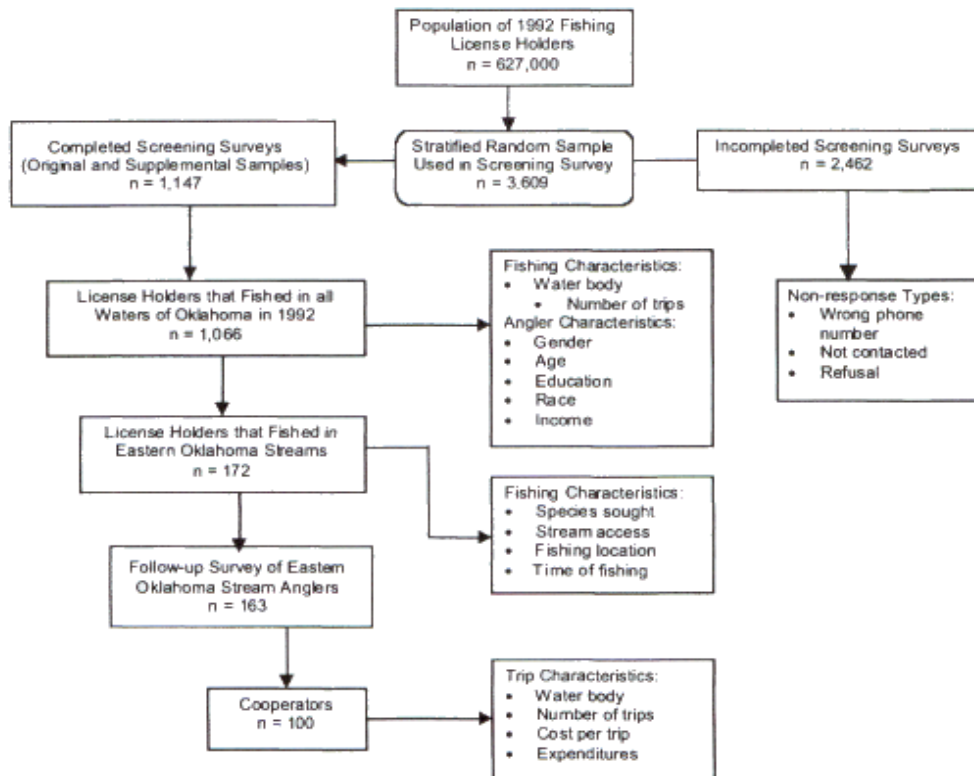 Population of 1992 Fishing
License Holders
n = 627,000
Completed Screening Surveys
(Original and Supplemental Samples)
n = 1,147
Stratified Random Sample
Used in Screening Survey
n = 3.609
Incompleted Screening Surveys
n = 2,462
License Holders that Fished in all
Waters of Oklahoma in 1992
n = 1,066
Fishing Characteristics:
• Water body
• Number of trips
Angler Characteristics:
• Gender
• Age
• Education
• Race
• Income
Non-response Types:
• Wrong phone
number
• Not contacted
• Refusal
License Holders that Fished in
Eastern Oklahoma Streams
n = 172
Fishing Characteristics:
• Species sought
• Stream access
• Fishing location
• Time of fishing
Follow-up Survey of Eastern
Oklahoma Stream Anglers
n = 163
Cooperators
n = 100
Trip Characteristics:
• Water body
• Number of trips
• Cost per trip
• Expenditures